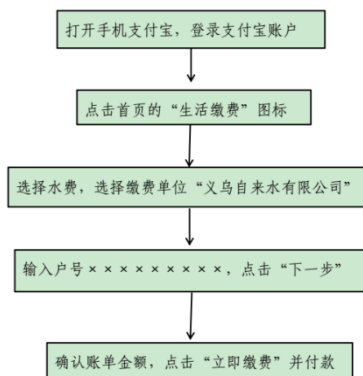 打开手机支付宝，登录支付宝账户
点击首页的“生活缴费”图标
选择水费，选择缴费单位“义乌自来水有限公司”
输入户号×××××××××，点击“下一步”
确认账单金额，点击“立即缴费”并付款